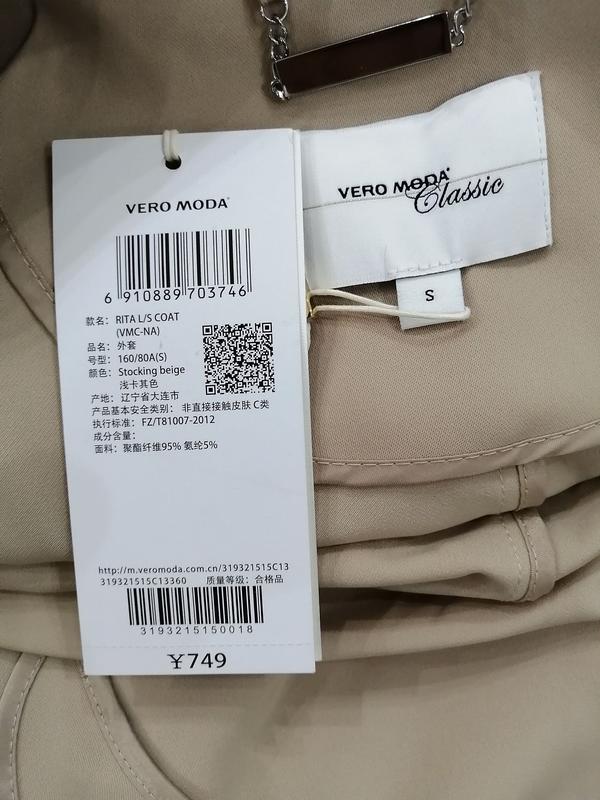 VERO MODA
6 910889 703746
款名: RITA L/S COAT
(VMC-NA)
品名: 外套
号型: 160/80A(S)
颜色: Stocking beige
浅卡其色
产地: 辽宁省大连市
产品基本安全类别: 非直接接触皮肤 C类
执行标准: FZ/T81007-2012
成分含量:
面料: 聚酯纤维95% 氨纶5%
http://m.veromoda.com.cn/319321515C13
319321515C13360 质量等级: 合格品
3193215150018
¥749
VERO MODA
Classic
S